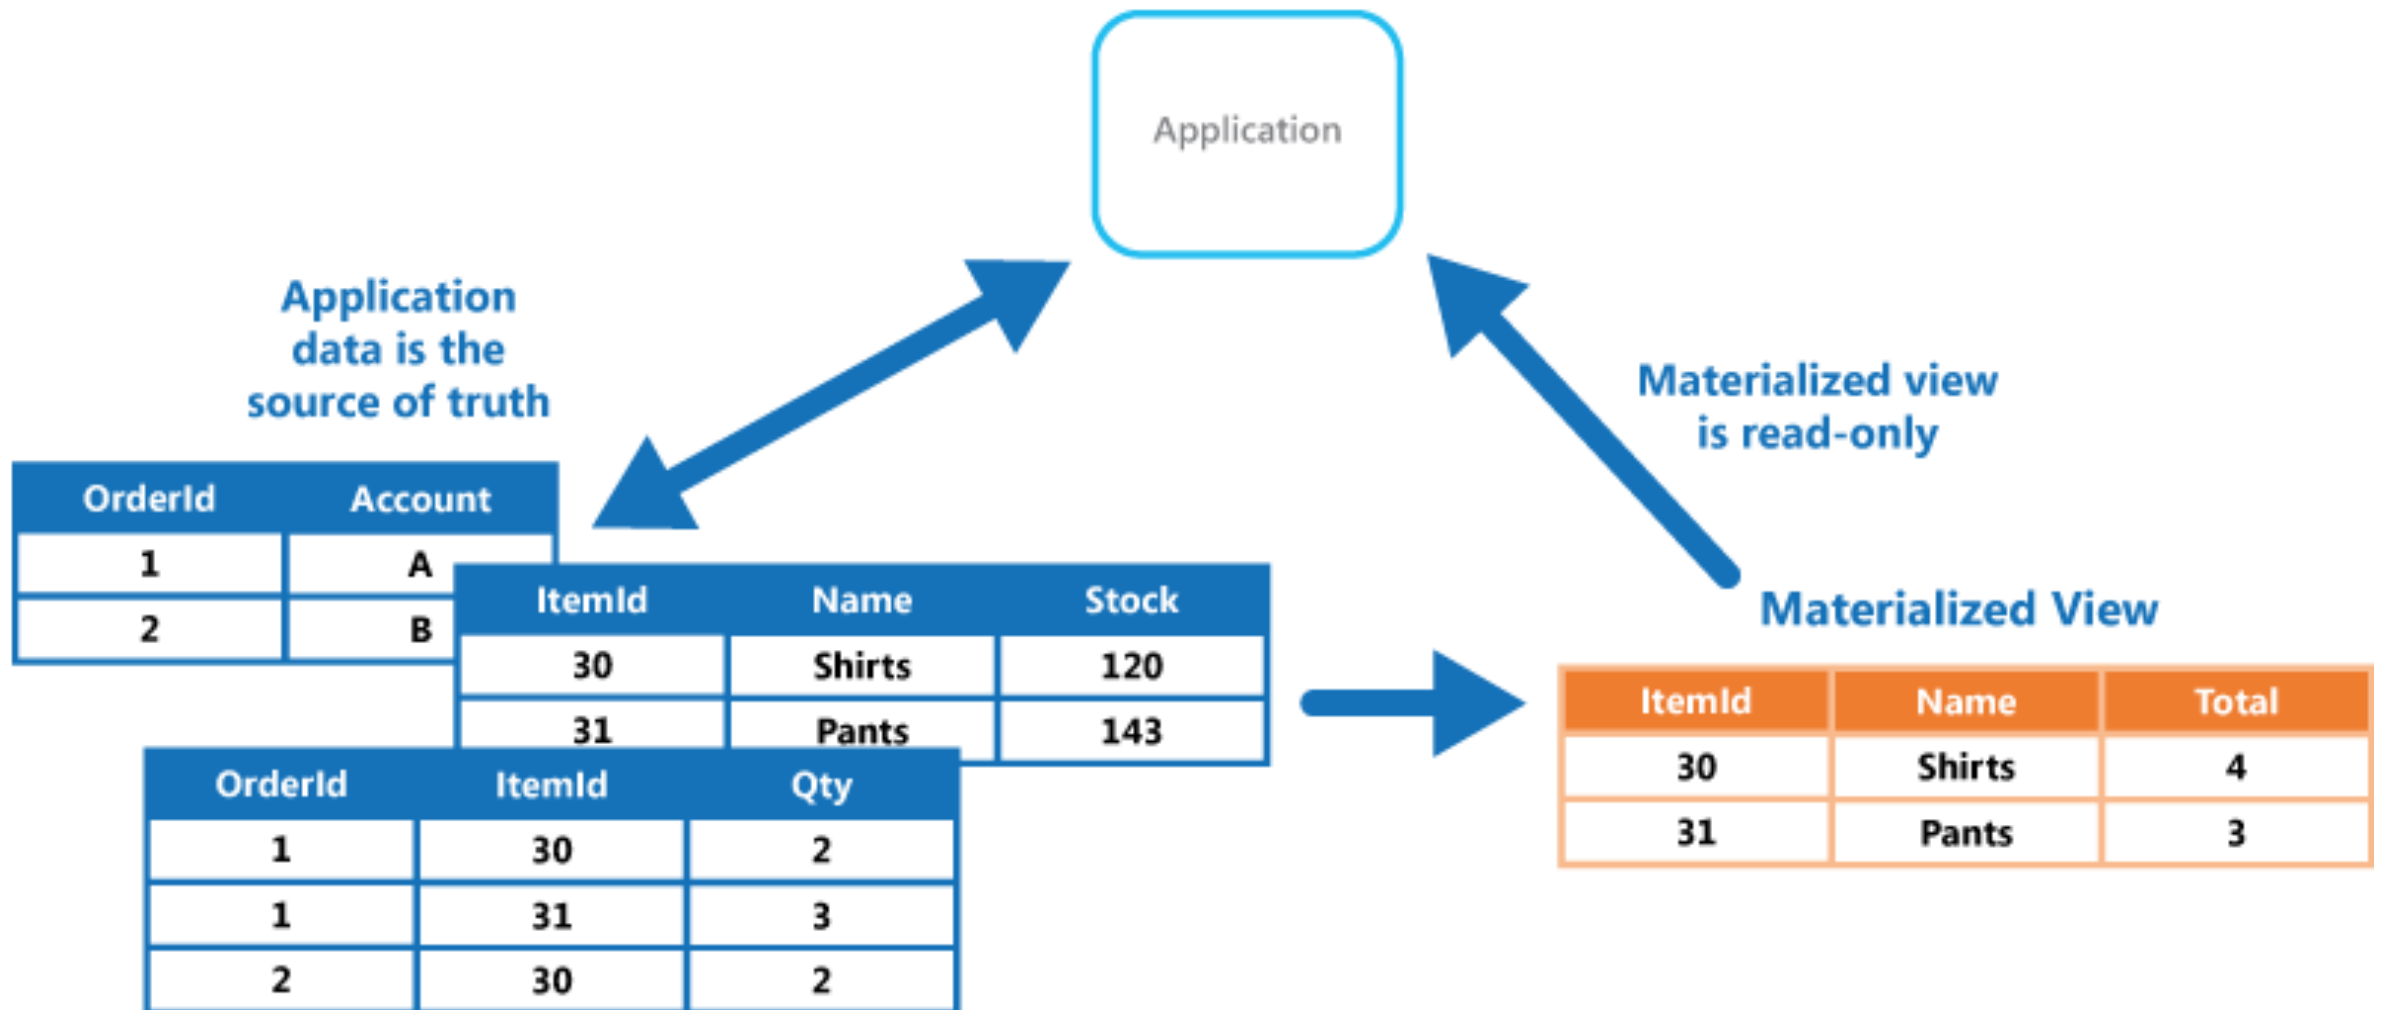 Application
Application
data is the
source of truth
Materialized view
is read-only
OrderId Account
1 A
2 B
ItemId Name Stock
30 Shirts 120
31 Pants 143
OrderId ItemId Qty
1 30 2
1 31 3
2 30 2
Materialized View
ItemId Name Total
30 Shirts 4
31 Pants 3